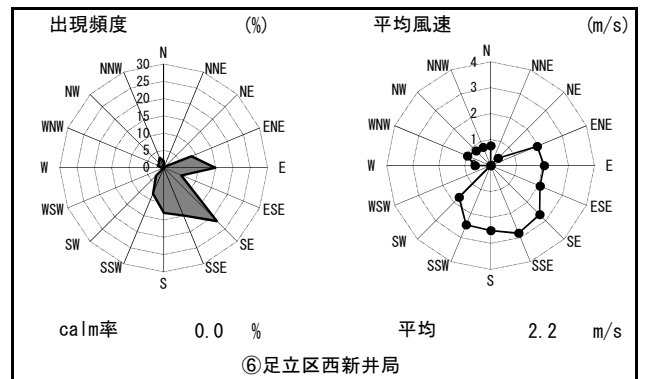 出現頻度 (%)
N
NNW 30 NNE
25
NW 20 NE
15
WNW 10 ENE
5
W 0 E
WSW ESE
SW SE
SSW SSE
S
calm率 0.0 %
平均風速 (m/s)
N
4
NNW NNE
3
NW NE
2
WNW ENE
1
W E
WSW ESE
SW SE
SSW SSE
S
平均 2.2 m/s
⑥足立区西新井局